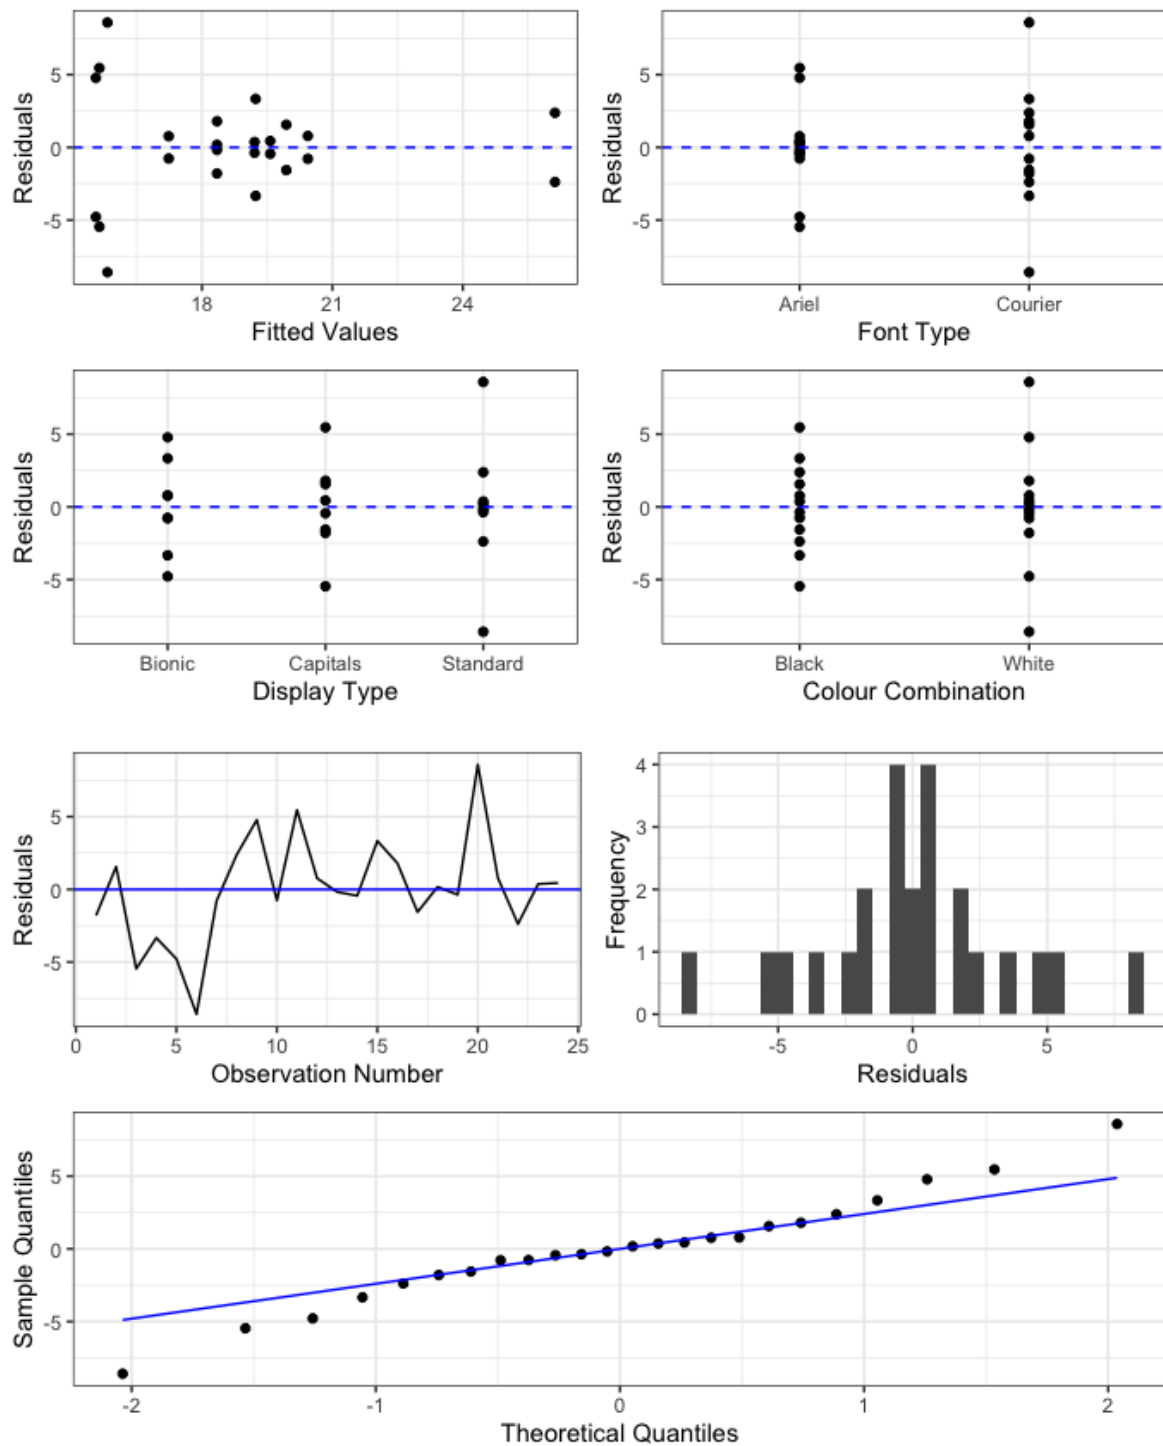 5
0
-5
Residuals
18 21 24
Fitted Values
5
0
-5
Residuals
Ariel Courier
Font Type
5
0
-5
Residuals
Bionic Capitals Standard
Display Type
5
0
-5
Residuals
Black White
Colour Combination
5
0
-5
Residuals
0 5 10 15 20 25
Observation Number
4
3
2
1
0
Frequency
-5 0 5
Residuals
5
0
-5
Sample Quantiles
-2 -1 0 1 2
Theoretical Quantiles